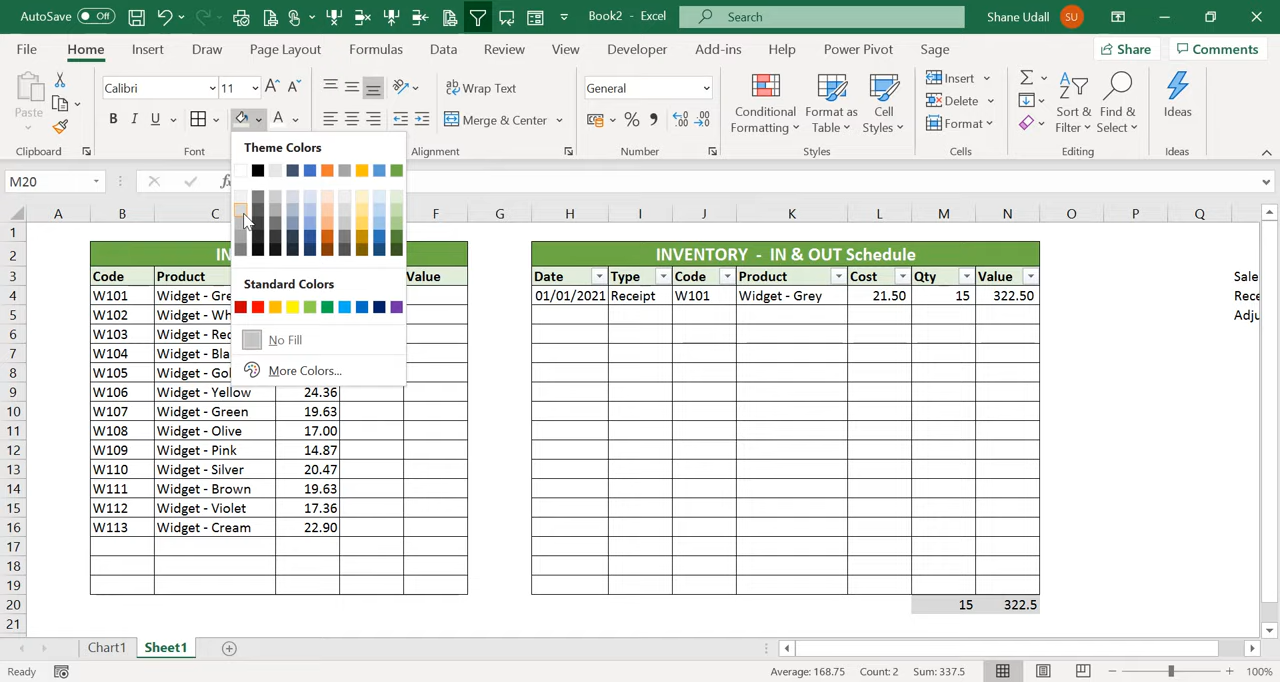 AutoSave Off Book2 - Excel Search Shane Udall SU
File Home Insert Draw Page Layout Formulas Data Review View Developer Add-ins Help Power Pivot Sage Share Comments
Calibri 11 Wrap Text General Insert
Paste B I U A Merge & Center % Conditional Formatting Format as Table Cell Styles Delete Sort & Filter Find & Select Ideas
Format
Clipboard Font Alignment Number Styles Cells Editing Ideas
Theme Colors
Standard Colors
No Fill
More Colors...
M20 fx
A B C F G H I J K L M N O P Q
1
2 IN INVENTORY - IN & OUT Schedule
3 Code Product Value Date Type Code Product Cost Qty Value Sale
4 W101 Widget - Gre 01/01/2021 Receipt W101 Widget - Grey 21.50 15 322.50 Rece
5 W102 Widget - Wh Adju
6 W103 Widget - Rec
7 W104 Widget - Bla
8 W105 Widget - Gol
9 W106 Widget - Yellow 24.36
10 W107 Widget - Green 19.63
11 W108 Widget - Olive 17.00
12 W109 Widget - Pink 14.87
13 W110 Widget - Silver 20.47
14 W111 Widget - Brown 19.63
15 W112 Widget - Violet 17.36
16 W113 Widget - Cream 22.90
17
18
19
20 15 322.5
21
Chart1 Sheet1
Ready Average: 168.75 Count: 2 Sum: 337.5 100%